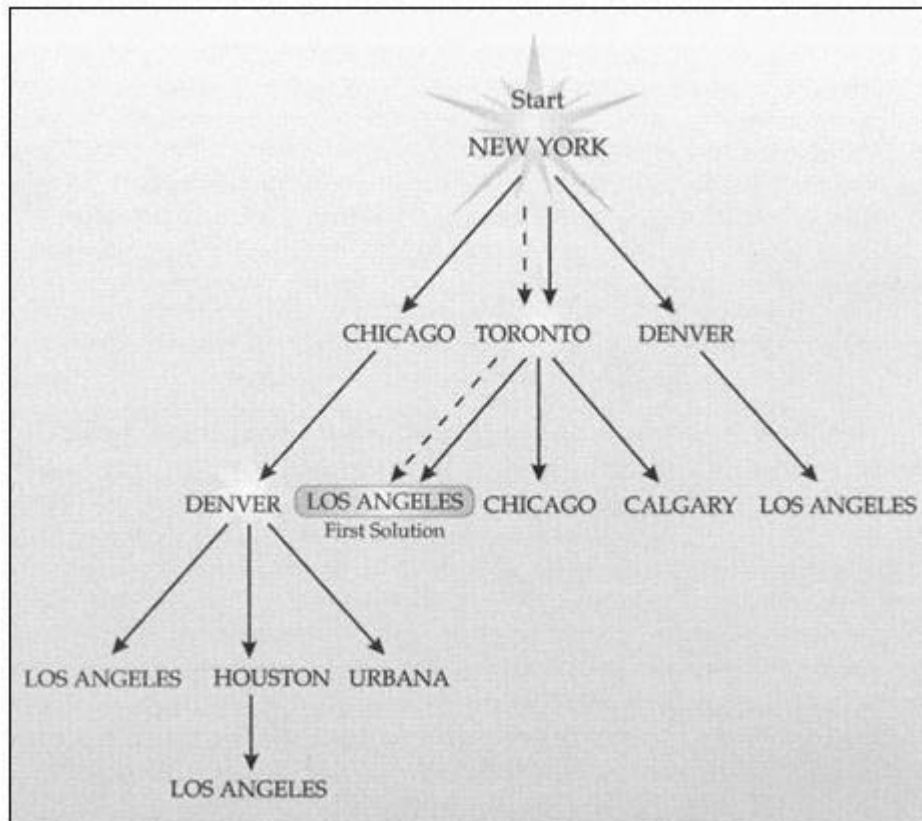 Start
NEW YORK
CHICAGO TORONTO DENVER
DENVER LOS ANGELES CHICAGO CALGARY LOS ANGELES
First Solution
LOS ANGELES HOUSTON URBANA
LOS ANGELES